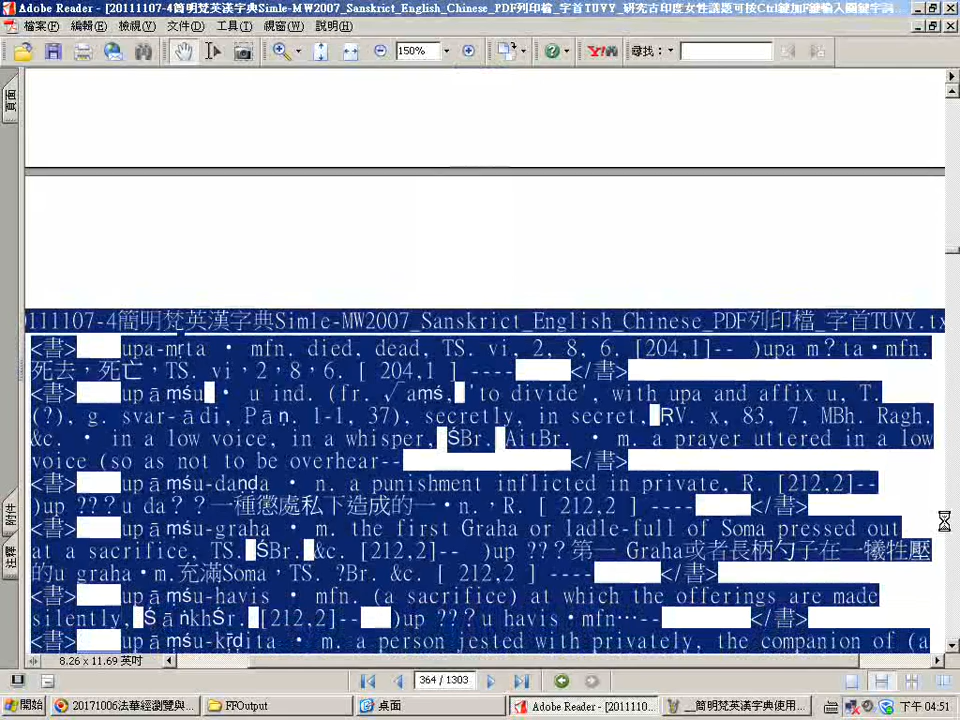 Adobe Reader - [20111107-4簡明梵英漢字典Simle-MW2007_Sanskrict_English_Chinese_PDF列印檔_字首TUVY_研究古印度女性議題可按Ctrl鍵加F鍵輸入關鍵字詞
檔案(F) 編輯(E) 檢視(V) 文件(D) 工具(T) 視窗(W) 說明(H)
150% Y! 尋找:
頁面
0111107-4簡明梵英漢字典Simle-MW2007_Sanskrict_English_Chinese_PDF列印檔_字首TUVY.tx
<書> upa-mṛta • mfn. died, dead, TS. vi, 2, 8, 6. [204,1]-- )upa m？ta•mfn.
死去，死亡，TS. vi，2，8，6. [ 204,1 ] ---- </書>
<書> upāṃśu • u ind. (fr. √aṃś, 'to divide', with upa and affix u, T.
(?), g. svar-ādi, Pāṇ. 1-1, 37), secretly, in secret, ṚV. x, 83, 7, MBh. Ragh.
&c. • in a low voice, in a whisper, ŚBr. AitBr. • m. a prayer uttered in a low
voice (so as not to be overhear-- </書>
<書> upāṃśu-daṇḍa • n. a punishment inflicted in private, R. [212,2]--
)up ???u da？？一種懲處私下造成的一•n. ，R. [ 212,2 ] ---- </書>
<書> upāṃśu-graha • m. the first Graha or ladle-full of Soma pressed out
at a sacrifice, TS. ŚBr. &c. [212,2]-- )up ???第一 Graha或者長柄勺子在一犧牲壓
的u graha•m.充滿Soma，TS. ?Br. &c. [ 212,2 ] ---- </書>
<書> upāṃśu-havis • mfn. (a sacrifice) at which the offerings are made
silently, ŚāṅkhŚr. [212,2]-- )up ???u havis•mfn…-- </書>
<書> upāṃśu-krīḍita • m. a person jested with privately, the companion of (a
附件
注釋
8.26 x 11.69 英吋
364 / 1303
開始 20171006法華經瀏覽與... FFOutput 桌面 Adobe Reader - [2011110... __簡明梵英漢字典使用... 下午 04:51